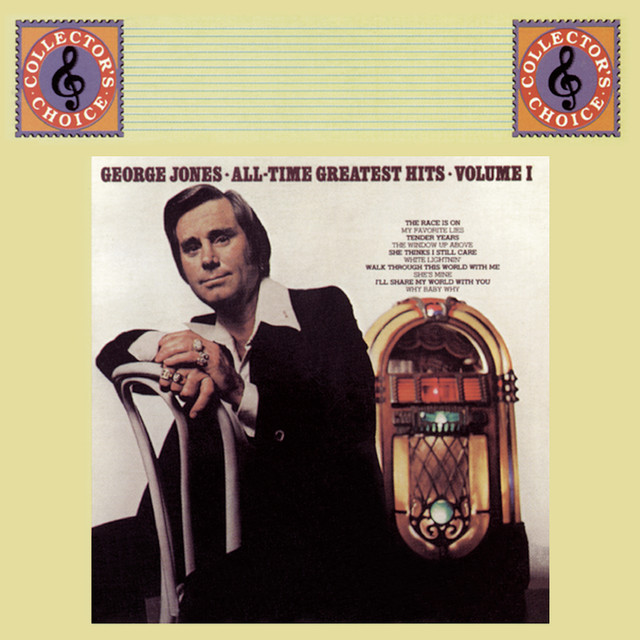 COLLECTOR'S
· CHOICE ·
COLLECTOR'S
· CHOICE ·
GEORGE JONES · ALL-TIME GREATEST HITS · VOLUME I
THE RACE IS ON
MY FAVORITE LIES
TENDER YEARS
THE WINDOW UP ABOVE
SHE THINKS I STILL CARE
WHITE LIGHTNIN'
WALK THROUGH THIS WORLD WITH ME
SHE'S MINE
I'LL SHARE MY WORLD WITH YOU
WHY BABY WHY